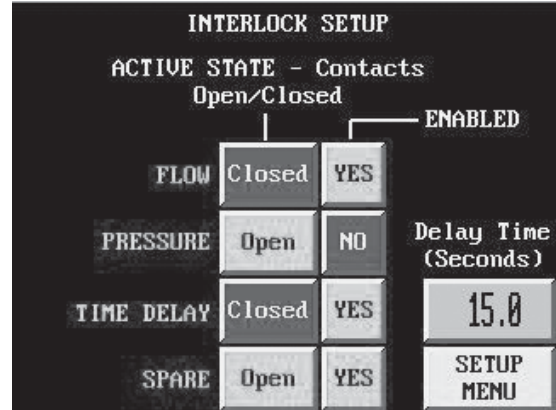 INTERLOCK SETUP
ACTIVE STATE - Contacts
Open/Closed
ENABLED
FLOW Closed YES
PRESSURE Open NO
Delay Time
(Seconds)
TIME DELAY Closed YES 15.0
SPARE Open YES
SETUP
MENU